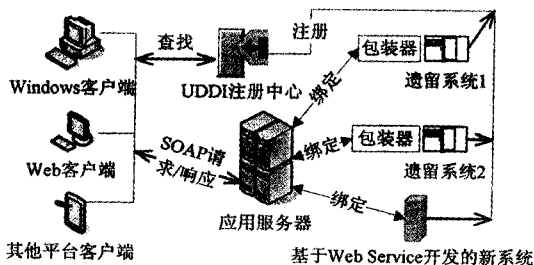 查找
注册
包装器
Windows客户端
UDDI注册中心
绑定
遗留系统1
SOAP请
求/响应
绑定
包装器
Web客户端
遗留系统2
应用服务器
绑定
其他平台客户端
基于Web Service开发的新系统